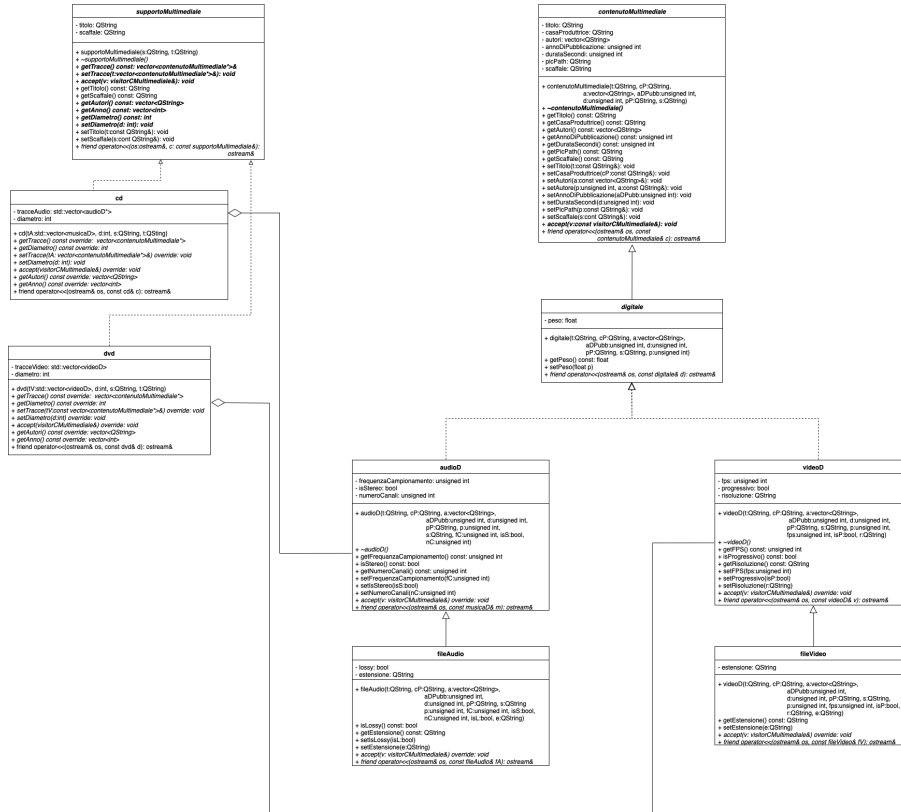 supportoMultimediale
- titolo: QString
- scaffale: QString
+ supportoMultimediale(s:QString, t:QString)
+ ~supportoMultimediale()
+ getTracce() const: vector<contenutoMultimediale*>&
+ setTracce(t:vector<contenutoMultimediale*>&): void
+ accept(v: visitorCMultimediale&): void
+ getTitolo() const: QString
+ getScaffale() const: QString
+ getAutori() const: vector<QString>
+ getAnno() const: vector<int>
+ getDiametro() const: int
+ setDiametro(d: int): void
+ setTitolo(t:const QString&): void
+ setScaffale(s:cont QString&): void
+ friend operator<<(os:ostream&, c: const supportoMultimediale&):
ostream&
cd
- tracceAudio: std::vector<audioD*>
- diametro: int
+ cd(tA:std::vector<musicaD>, d:int, s:QString, t:QString)
+ getTracce() const override: vector<contenutoMultimediale*>
+ getDiametro() const override: int
+ setTracce(tA: vector<contenutoMultimediale*>&) override: void
+ setDiametro(d: int): void
+ accept(visitorCMultimediale&) override: void
+ getAutori() const override: vector<QString>
+ getAnno() const override: vector<int>
+ friend operator<<(ostream& os, const cd& c): ostream&
dvd
- tracceVideo: std::vector<videoD>
- diametro: int
+ dvd(tV:std::vector<videoD>, d:int, s:QString, t:QString)
+ getTracce() const override: vector<contenutoMultimediale*>
+ getDiametro() const override: int
+ setTracce(tV:const vector<contenutoMultimediale*>&) override: void
+ setDiametro(d:int) override: void
+ accept(visitorCMultimediale&) override: void
+ getAutori() const override: vector<QString>
+ getAnno() const override: vector<int>
+ friend operator<<(ostream& os, const dvd& d): ostream&
contenutoMultimediale
- titolo: QString
- casaProduttrice: QString
- autori: vector<QString>
- annoDiPubblicazione: unsigned int
- durataSecondi: unsigned int
- picPath: QString
- scaffale: QString
+ contenutoMultimediale(t:QString, cP:QString,
a:vector<QString>, aDPubb:unsigned int,
d:unsigned int, pP:QString, s:QString)
+ ~contenutoMultimediale()
+ getTitolo() const: QString
+ getCasaProduttrice() const: QString
+ getAutori() const: vector<QString>
+ getAnnoDiPubblicazione() const: unsigned int
+ getDurataSecondi() const: unsigned int
+ getPicPath() const: QString
+ getScaffale() const: QString
+ setTitolo(t:const QString&): void
+ setCasaProduttrice(cP:const QString&): void
+ setAutori(a:const vector<QString>&): void
+ setAutore(p:unsigned int, a:const QString&): void
+ setAnnoDiPubblicazione(aDPubb:unsigned int): void
+ setDurataSecondi(d:unsigned int): void
+ setPicPath(p:const QString&): void
+ setScaffale(s:cont QString&): void
+ accept(v:const visitorCMultimediale&): void
+ friend operator<<(ostream& os, const
contenutoMultimediale& c): ostream&
digitale
- peso: float
+ digitale(t:QString, cP:QString, a:vector<QString>,
aDPubb:unsigned int, d:unsigned int,
pP:QString, s:QString, p:unsigned int)
+ getPeso() const: float
+ setPeso(float p)
+ friend operator<<(ostream& os, const digitale& d): ostream&
audioD
- frequenzaCampionamento: unsigned int
- isStereo: bool
- numeroCanali: unsigned int
+ audioD(t:QString, cP:QString, a:vector<QString>,
aDPubb:unsigned int, d:unsigned int,
pP:QString, p:unsigned int,
s:QString, fC:unsigned int, isS:bool,
nC:unsigned int)
+ ~audioD()
+ getFrequanzaCampionamento() const: unsigned int
+ isStereo() const: bool
+ getNumeroCanali() const: unsigned int
+ setFrequanzaCampionamento(fC:unsigned int)
+ setIsStereo(isS:bool)
+ setNumeroCanali(nC:unsigned int)
+ accept(v: visitorCMultimediale&) override: void
+ friend operator<<(ostream& os, const musicaD& m): ostream&
fileAudio
- lossy: bool
- estensione: QString
+ fileAudio(t:QString, cP:QString, a:vector<QString>,
aDPubb:unsigned int,
d:unsigned int, pP:QString, s:QString
p:unsigned int, fC:unsigned int, isS:bool,
nC:unsigned int, isL:bool, e:QString)
+ isLossy() const: bool
+ getEstensione() const: QString
+ setIsLossy(isL:bool)
+ setEstensione(e:QString)
+ accept(v: visitorCMultimediale&) override: void
+ friend operator<<(ostream& os, const fileAudio& fA): ostream&
videoD
- fps: unsigned int
- progressivo: bool
- risoluzione: QString
+ videoD(t:QString, cP:QString, a:vector<QString>,
aDPubb:unsigned int, d:unsigned int,
pP:QString, s:QString, p:unsigned int,
fps:unsigned int, isP:bool, r:QString)
+ ~videoD()
+ getFPS() const: unsigned int
+ isProgressivo() const: bool
+ getRisoluzione() const: QString
+ setFPS(fps:unsigned int)
+ setProgressivo(isP:bool)
+ setRisoluzione(r:QString)
+ accept(v: visitorCMultimediale&) override: void
+ friend operator<<(ostream& os, const videoD& v): ostream&
fileVideo
- estensione: QString
+ videoD(t:QString, cP:QString, a:vector<QString>,
aDPubb:unsigned int,
d:unsigned int, pP:QString, s:QString,
p:unsigned int, fps:unsigned int, isP:bool,
r:QString, e:QString)
+ getEstensione() const: QString
+ setEstensione(e:QString)
+ accept(v: visitorCMultimediale&) override: void
+ friend operator<<(ostream& os, const fileVideo& fV): ostream&